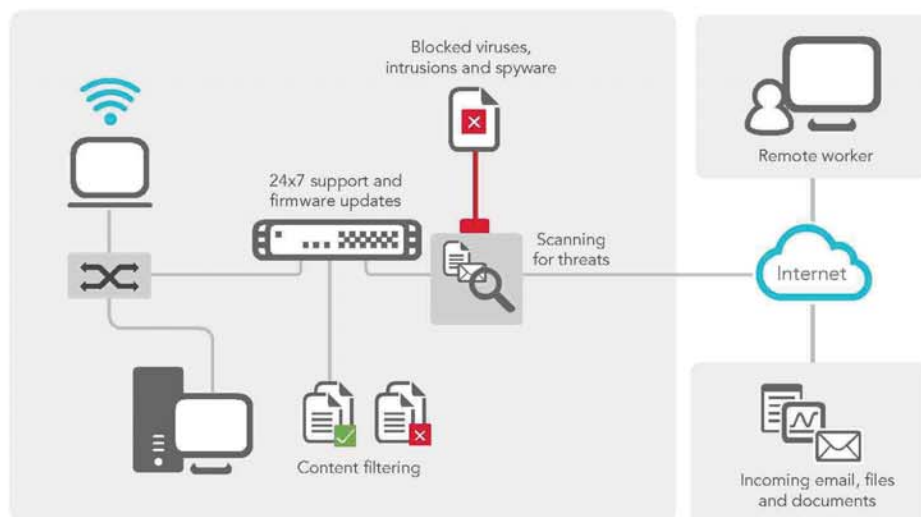 Blocked viruses,
intrusions and spyware
Remote worker
24x7 support and
firmware updates
Scanning
for threats
Internet
Content filtering
Incoming email, files
and documents